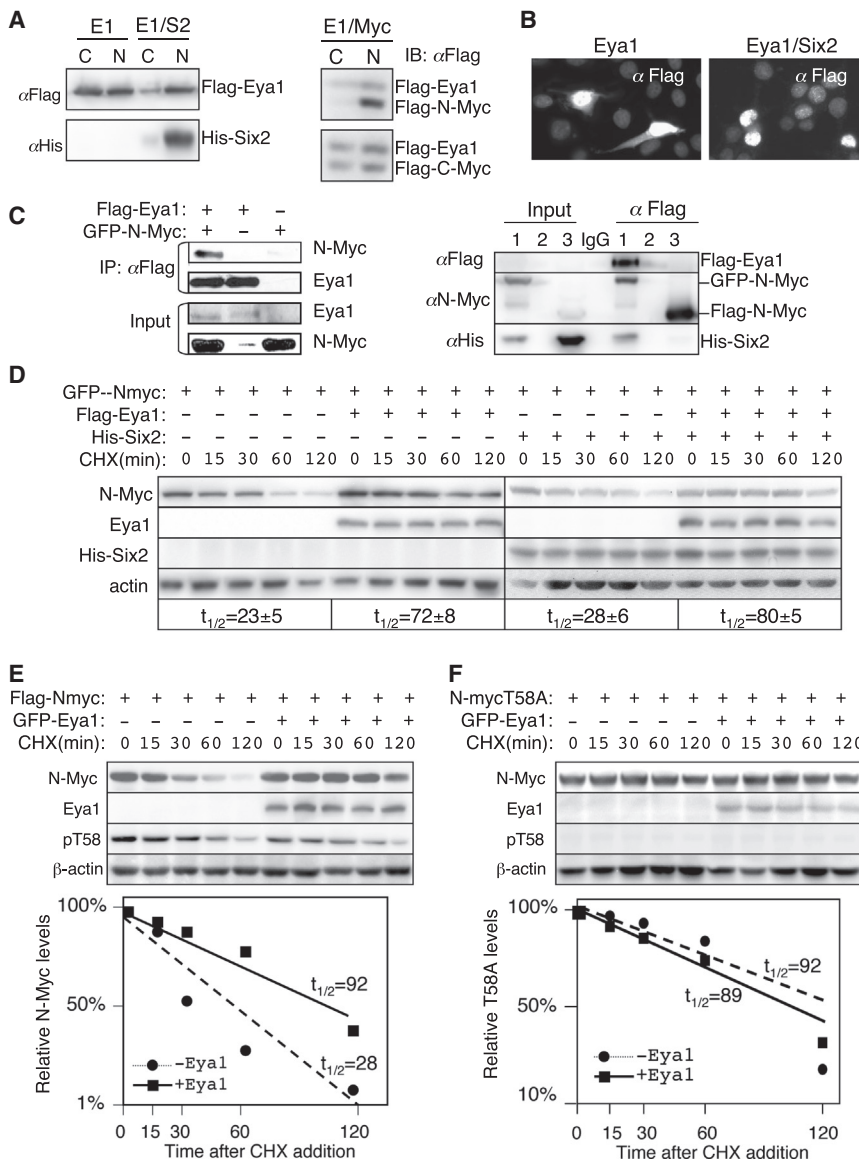 A
E1 E1/S2
C N C N
αFlag
Flag-Eya1
αHis
His-Six2
E1/Myc
C N
IB: αFlag
Flag-Eya1
Flag-N-Myc
Flag-Eya1
Flag-C-Myc
B
Eya1 Eya1/Six2
α Flag α Flag
C
Flag-Eya1: + + –
GFP-N-Myc: + – +
IP: αFlag
N-Myc
Eya1
Input
Eya1
N-Myc
Input α Flag
1 2 3 IgG 1 2 3
αFlag Flag-Eya1
αN-Myc
GFP-N-Myc
Flag-N-Myc
αHis His-Six2
D
GFP--Nmyc: + + + + + + + + + + + + + + + + + + + +
Flag-Eya1: – – – – – + + + + + – – – – – + + + + +
His-Six2: – – – – – – – – – – + + + + + + + + + +
CHX(min): 0 15 30 60 120 0 15 30 60 120 0 15 30 60 120 0 15 30 60 120
N-Myc
Eya1
His-Six2
actin
t1/2=23±5 t1/2=72±8 t1/2=28±6 t1/2=80±5
E
Flag-Nmyc: + + + + + + + + + +
GFP-Eya1: – – – – – + + + + +
CHX(min): 0 15 30 60 120 0 15 30 60 120
N-Myc
Eya1
pT58
β-actin
Relative N-Myc levels
100%
50%
1%
t1/2=92
t1/2=28
–Eya1
+Eya1
0 15 30 60 120
Time after CHX addition
F
N-mycT58A: + + + + + + + + + +
GFP-Eya1: – – – – – + + + + +
CHX(min): 0 15 30 60 120 0 15 30 60 120
N-Myc
Eya1
pT58
β-actin
Relative T58A levels
100%
50%
10%
t1/2=92
t1/2=89
–Eya1
+Eya1
0 15 30 60 120
Time after CHX addition